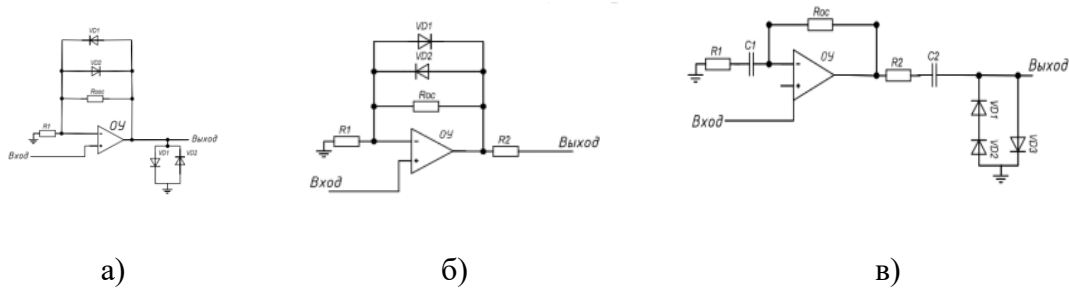 VD1
VD2
Rоос
R1
ОУ
Выход
Вход
VD1
VD2
а)
VD1
VD2
Rос
R1
ОУ
R2
Выход
Вход
б)
Rос
R1
C1
ОУ
R2
C2
Выход
Вход
VD1
VD2
VD3
в)